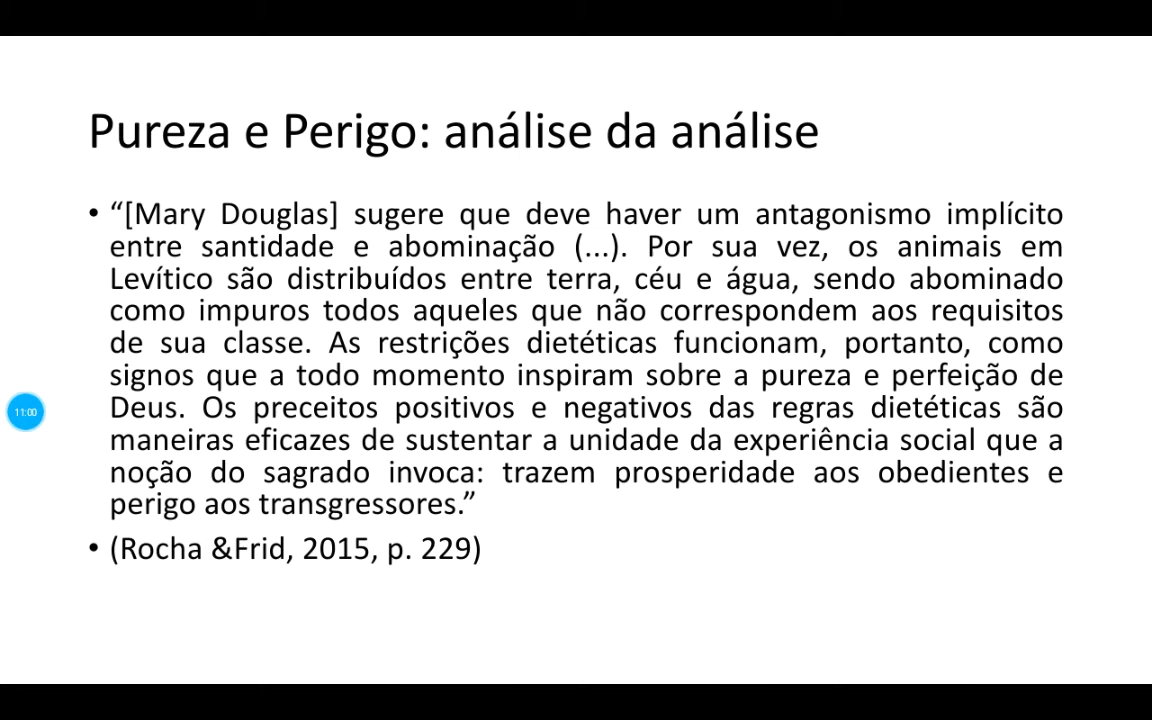 Pureza e Perigo: análise da análise
• “[Mary Douglas] sugere que deve haver um antagonismo implícito
entre santidade e abominação (...). Por sua vez, os animais em
Levítico são distribuídos entre terra, céu e água, sendo abominado
como impuros todos aqueles que não correspondem aos requisitos
de sua classe. As restrições dietéticas funcionam, portanto, como
signos que a todo momento inspiram sobre a pureza e perfeição de
Deus. Os preceitos positivos e negativos das regras dietéticas são
maneiras eficazes de sustentar a unidade da experiência social que a
noção do sagrado invoca: trazem prosperidade aos obedientes e
perigo aos transgressores.”
• (Rocha &Frid, 2015, p. 229)
11:00